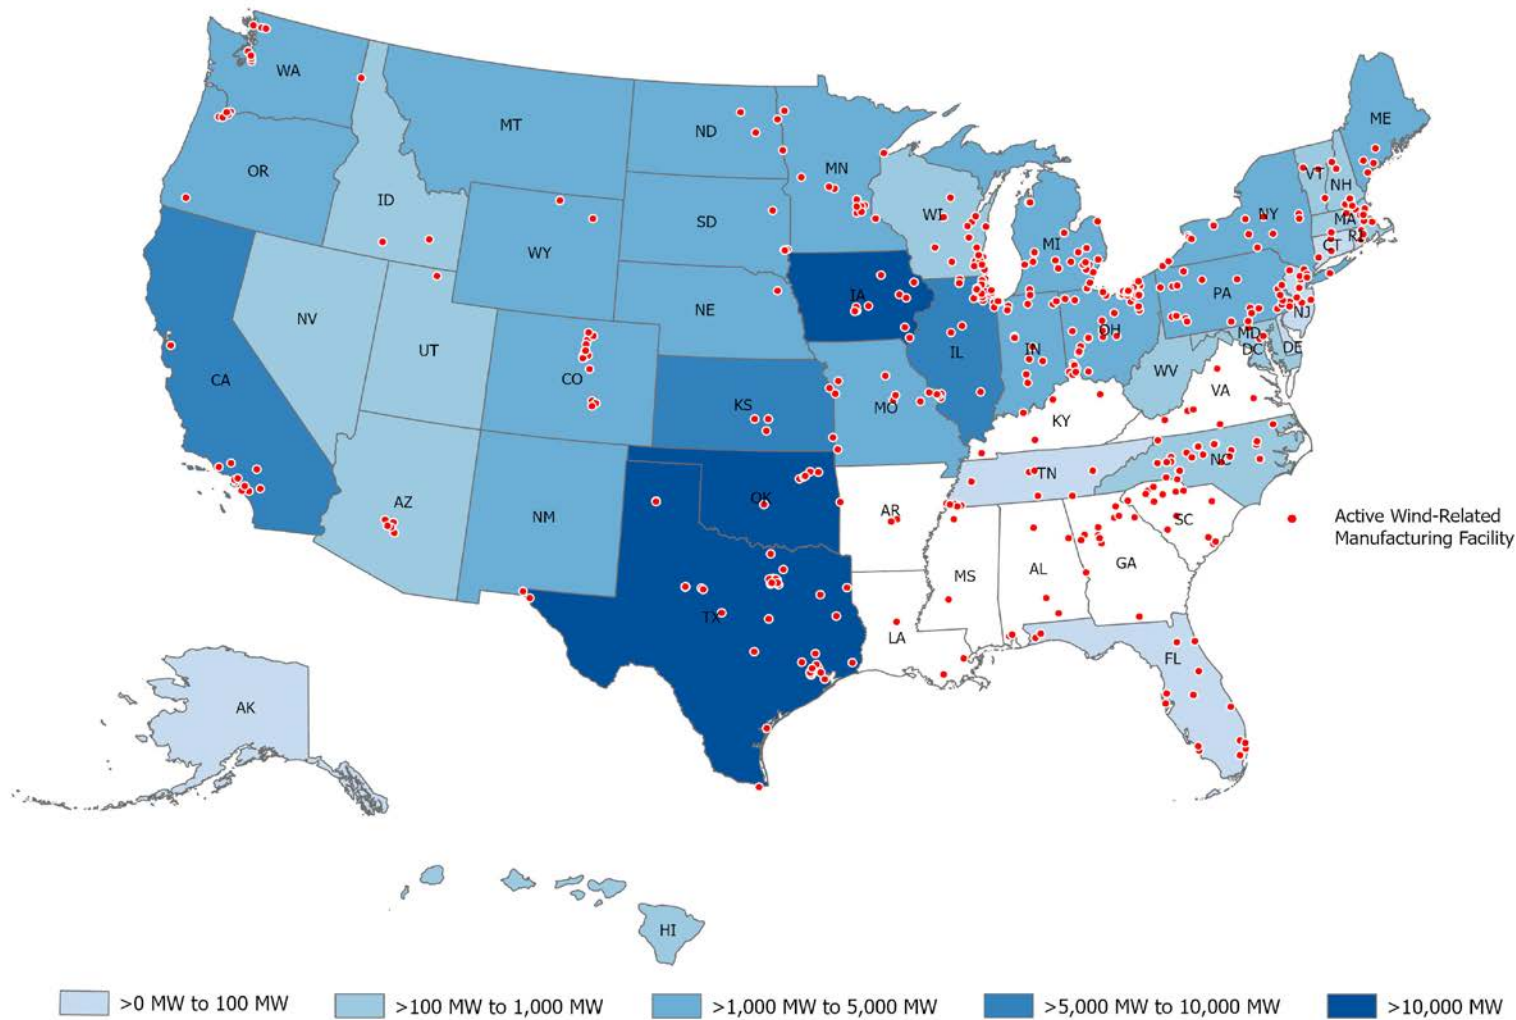 WA
MT
ND
ME
OR
MN
VT
NH
ID
WI
NY
MA
SD
MI
CT
RI
WY
IA
PA
NE
NJ
NV
OH
MD
UT
IL
IN
DC
DE
CA
CO
WV
KS
MO
VA
KY
NC
TN
AZ
OK
NM
AR
SC
Active Wind-Related
Manufacturing Facility
GA
MS
AL
TX
LA
FL
AK
HI
>0 MW to 100 MW
>100 MW to 1,000 MW
>1,000 MW to 5,000 MW
>5,000 MW to 10,000 MW
>10,000 MW